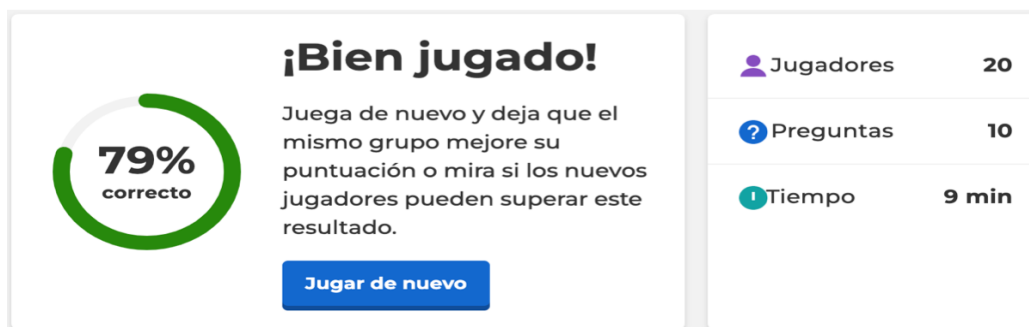 ¡Bien jugado!
Juega de nuevo y deja que el
mismo grupo mejore su
puntuación o mira si los nuevos
jugadores pueden superar este
resultado.
79%
correcto
Jugar de nuevo
Jugadores 20
? Preguntas 10
Tiempo 9 min